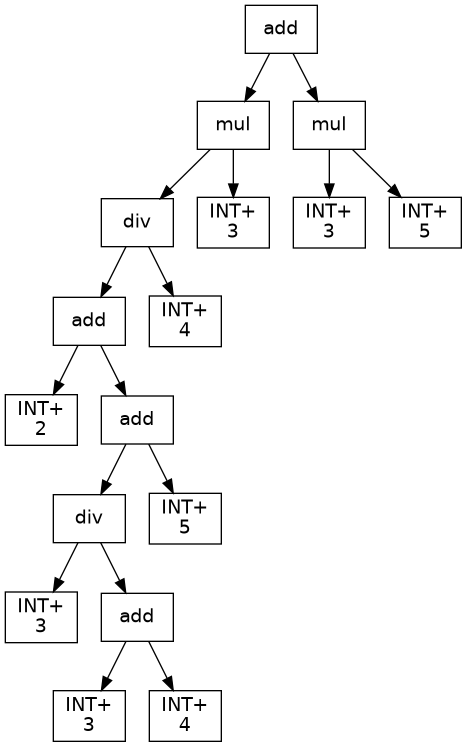 add
mul
mul
div
INT+
3
INT+
3
INT+
5
add
INT+
4
INT+
2
add
div
INT+
5
INT+
3
add
INT+
3
INT+
4